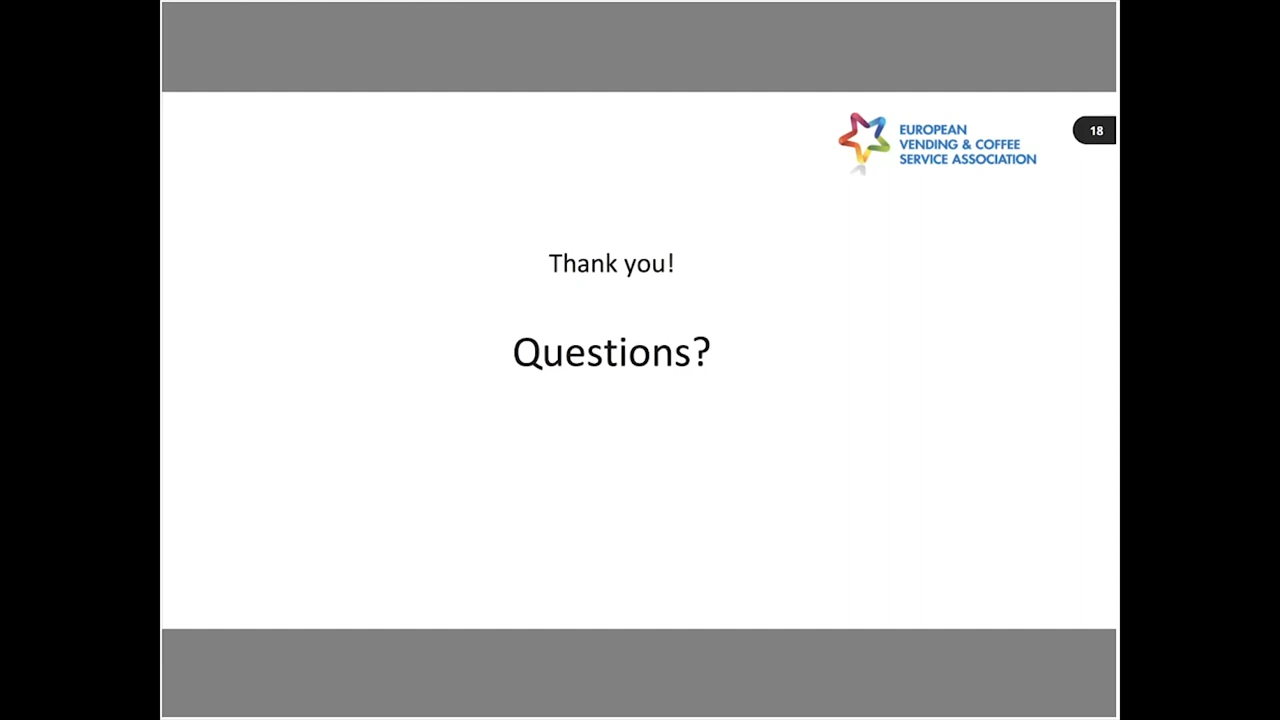 EUROPEAN
VENDING & COFFEE
SERVICE ASSOCIATION
18
Thank you!
Questions?